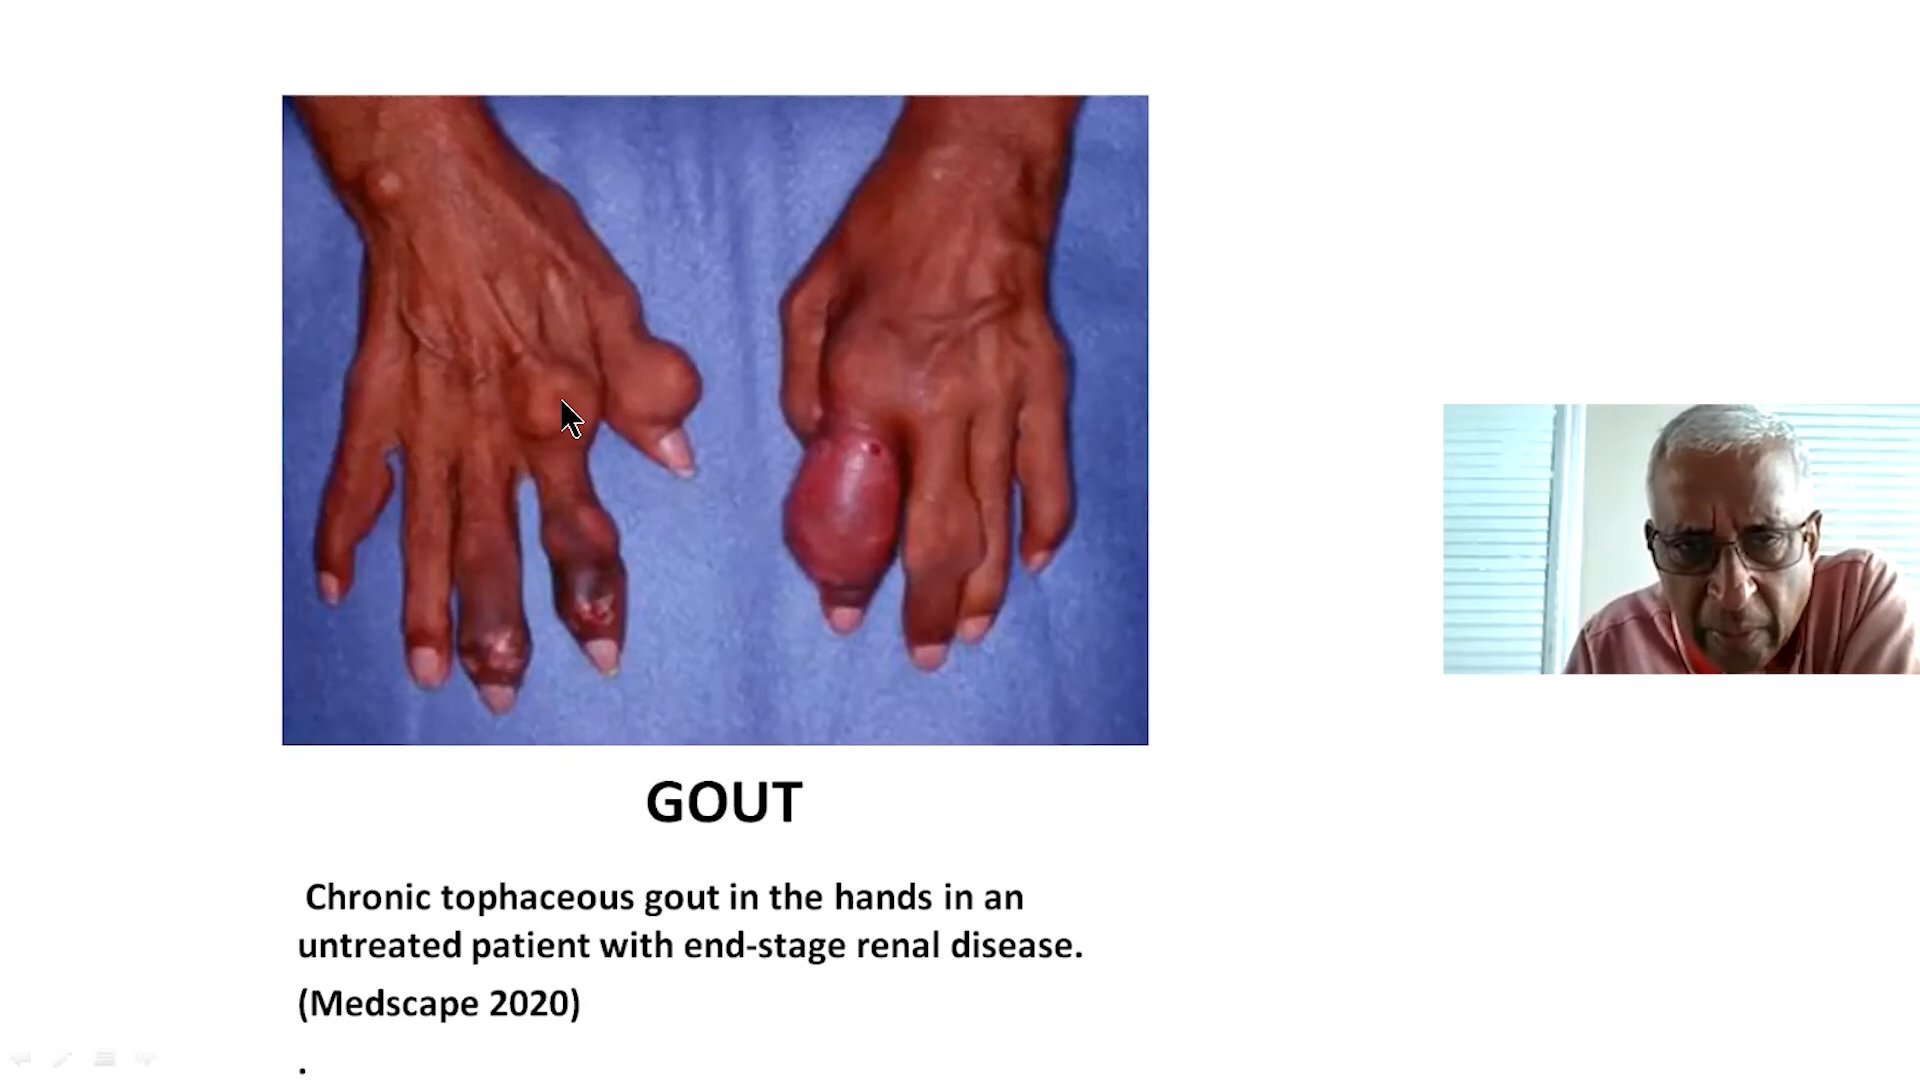 GOUT
Chronic tophaceous gout in the hands in an
untreated patient with end-stage renal disease.
(Medscape 2020)
.